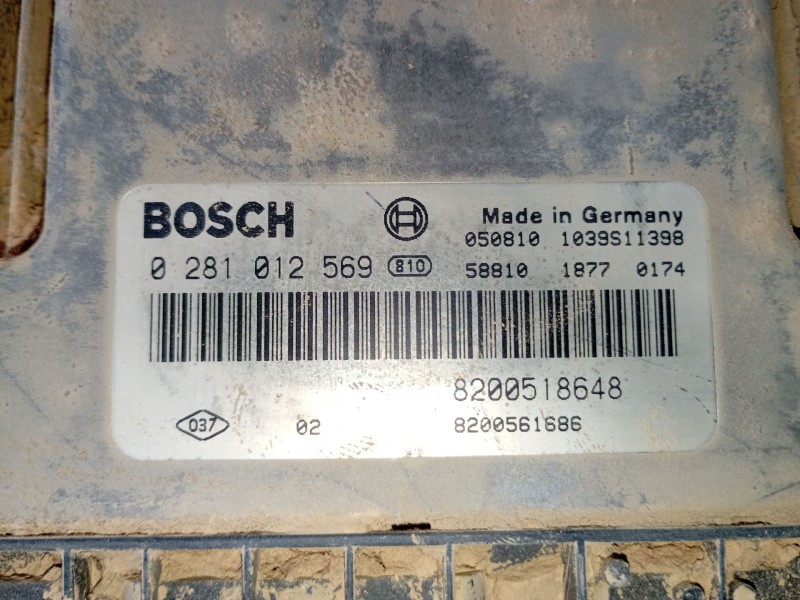 BOSCH
Made in Germany
050810 1039S11398
0 281 012 569 810
58810 1877 0174
8200518648
037 02 8200561686